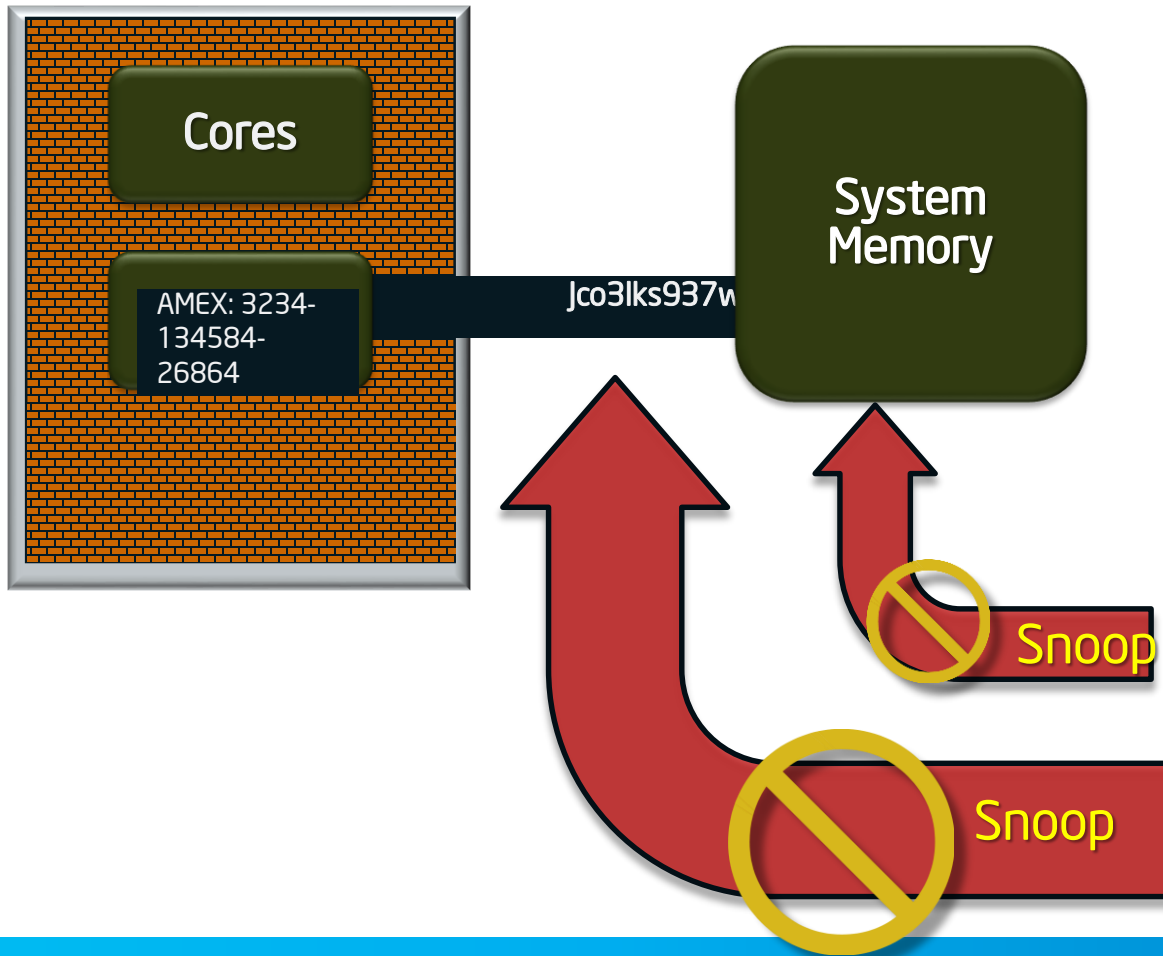 Cores
AMEX: 3234-
134584-
26864
Jco3lks937w
System
Memory
Snoop
Snoop